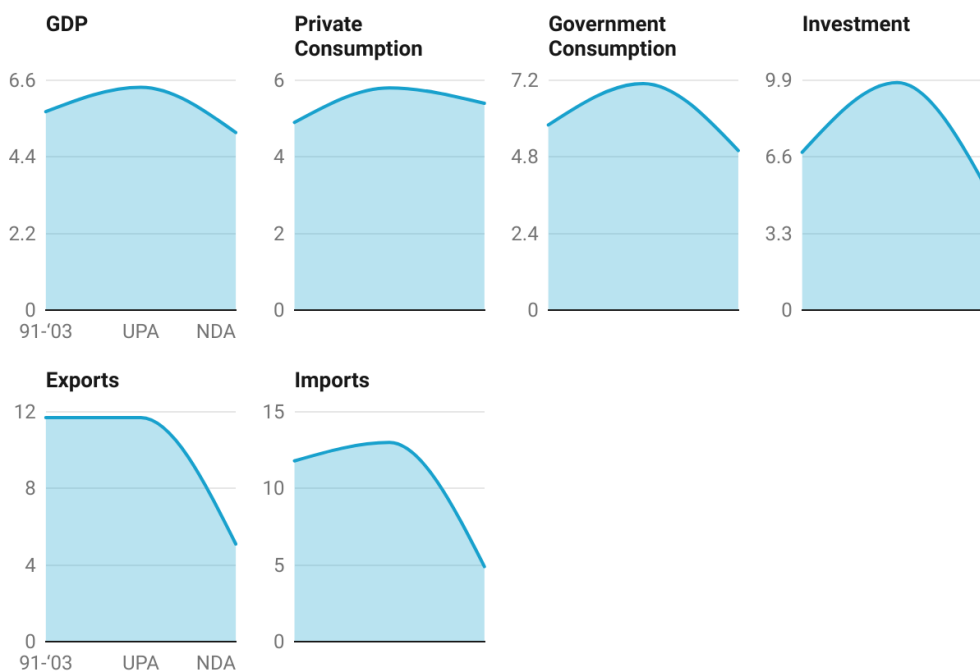 GDP
Private
Consumption
Government
Consumption
Investment
6.6
4.4
2.2
0
91-‘03 UPA NDA
6
4
2
0
7.2
4.8
2.4
0
9.9
6.6
3.3
0
Exports
12
8
4
0
91-‘03 UPA NDA
Imports
15
10
5
0